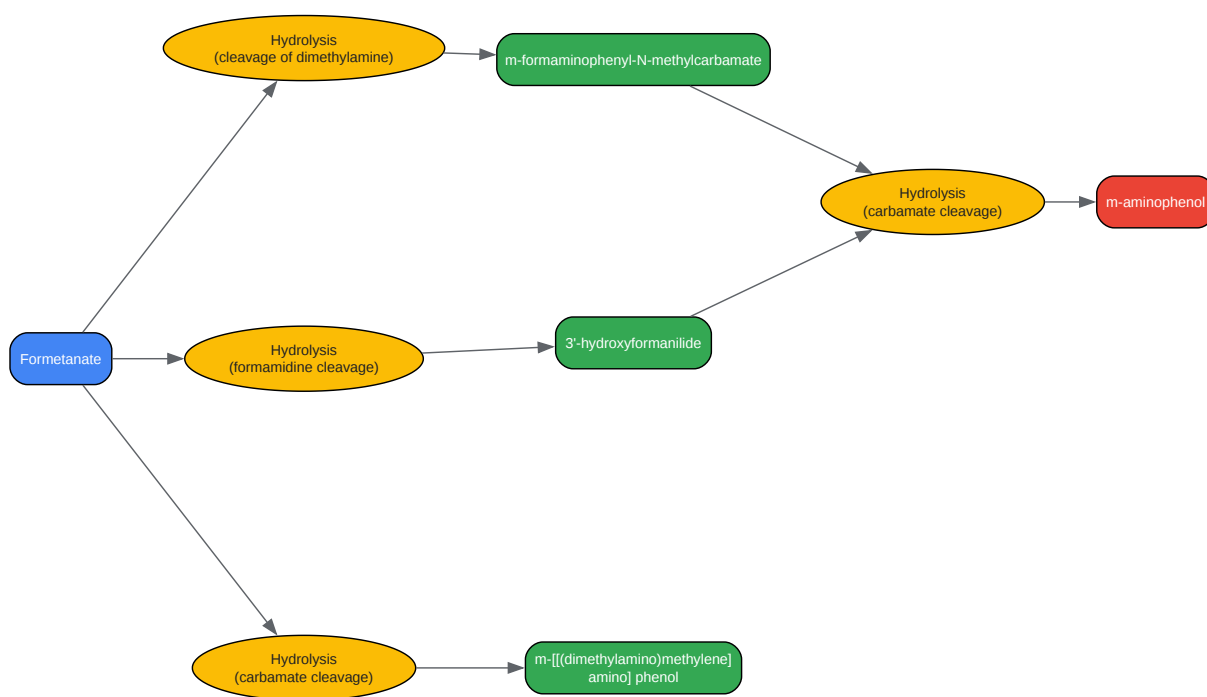 Hydrolysis
(cleavage of dimethylamine)
m-formaminophenyl-N-methylcarbamate
Hydrolysis
(carbamate cleavage)
m-aminophenol
Formetanate
Hydrolysis
(formamidine cleavage)
3'-hydroxyformanilide
Hydrolysis
(carbamate cleavage)
m-[[(dimethylamino)methylene]
amino] phenol